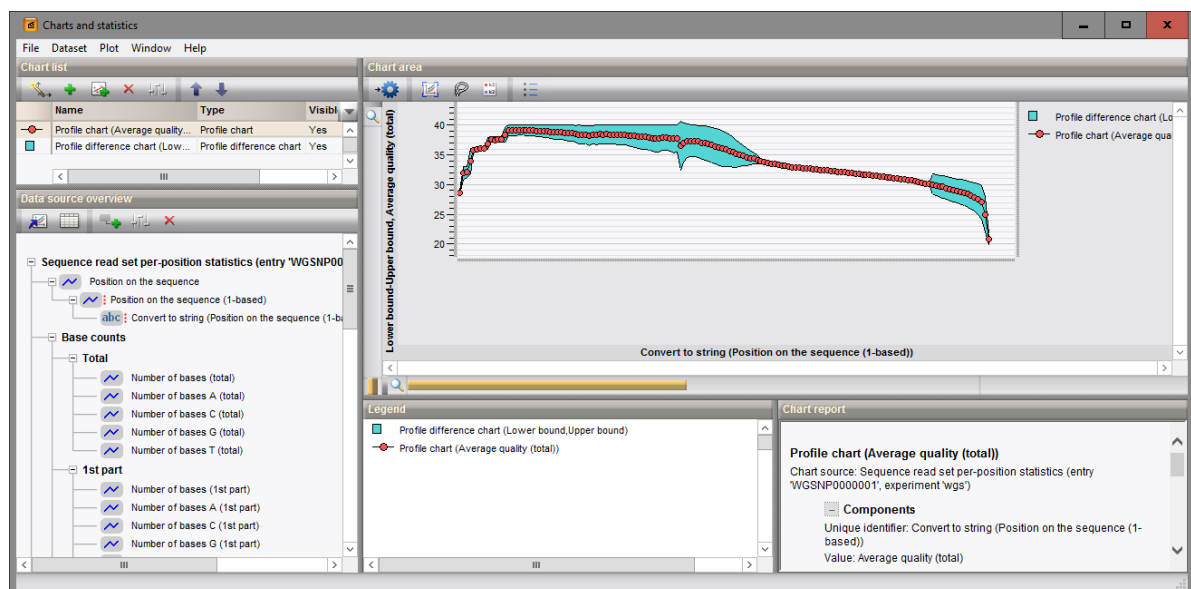 Charts and statistics
File Dataset Plot Window Help
Chart list
Name Type Visibl
Profile chart (Average quality... Profile chart Yes
Profile difference chart (Low... Profile difference chart Yes
Data source overview
Sequence read set per-position statistics (entry 'WGSNP00
Position on the sequence
Position on the sequence (1-based)
abc Convert to string (Position on the sequence (1-ba
Base counts
Total
Number of bases (total)
Number of bases A (total)
Number of bases C (total)
Number of bases G (total)
Number of bases T (total)
1st part
Number of bases (1st part)
Number of bases A (1st part)
Number of bases C (1st part)
Number of bases G (1st part)
Chart area
Lower bound-Upper bound, Average quality (total)
40
35
30
25
20
Convert to string (Position on the sequence (1-based))
Profile difference chart (Lo
Profile chart (Average qua
Legend
Profile difference chart (Lower bound,Upper bound)
Profile chart (Average quality (total))
Chart report
Profile chart (Average quality (total))
Chart source: Sequence read set per-position statistics (entry
'WGSNP0000001', experiment 'wgs')
Components
Unique identifier: Convert to string (Position on the sequence (1-
based))
Value: Average quality (total)